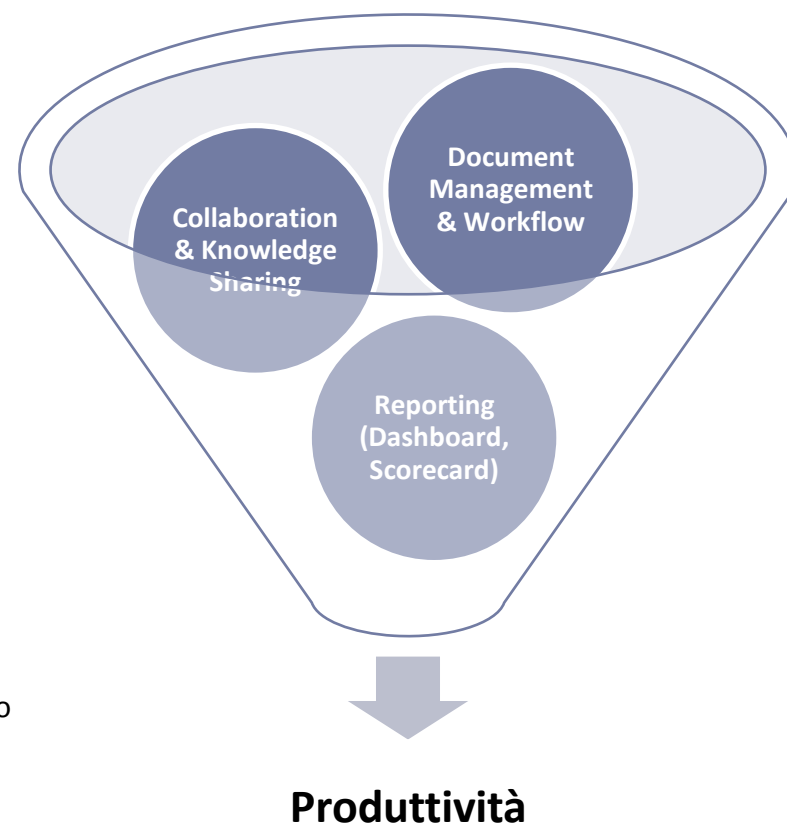 Document
Management
& Workflow
Collaboration
& Knowledge
Sharing
Reporting
(Dashboard,
Scorecard)
o
Produttività